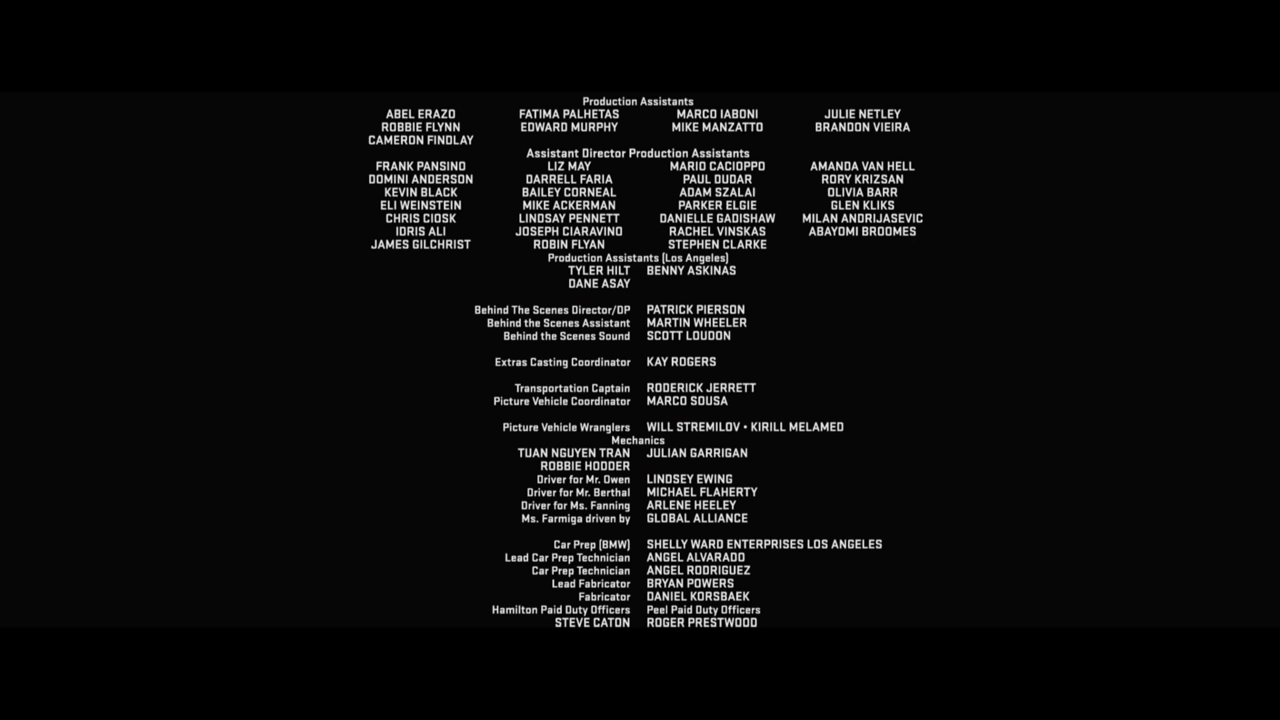 Production Assistants
ABEL ERAZO FATIMA PALHETAS MARCO IABONI JULIE NETLEY
ROBBIE FLYNN EDWARD MURPHY MIKE MANZATTO BRANDON VIEIRA
CAMERON FINDLAY
Assistant Director Production Assistants
FRANK PANSINO LIZ MAY MARIO CACIOPPO AMANDA VAN HELL
DOMINI ANDERSON DARRELL FARIA PAUL DUDAR RORY KRIZSAN
KEVIN BLACK BAILEY CORNEAL ADAM SZALAI OLIVIA BARR
ELI WEINSTEIN MIKE ACKERMAN PARKER ELGIE GLEN KLIKS
CHRIS CIOSK LINDSAY PENNETT DANIELLE GADISHAW MILAN ANDRIJASEVIC
IDRIS ALI JOSEPH CIARAVINO RACHEL VINSKAS ABAYOMI BROOMES
JAMES GILCHRIST ROBIN FLYAN STEPHEN CLARKE
Production Assistants (Los Angeles)
TYLER HILT BENNY ASKINAS
DANE ASAY
Behind The Scenes Director/DP PATRICK PIERSON
Behind the Scenes Assistant MARTIN WHEELER
Behind the Scenes Sound SCOTT LOUDON
Extras Casting Coordinator KAY ROGERS
Transportation Captain RODERICK JERRETT
Picture Vehicle Coordinator MARCO SOUSA
Picture Vehicle Wranglers WILL STREMILOV • KIRILL MELAMED
Mechanics
TUAN NGUYEN TRAN JULIAN GARRIGAN
ROBBIE HODDER
Driver for Mr. Owen LINDSEY EWING
Driver for Mr. Berthal MICHAEL FLAHERTY
Driver for Ms. Fanning ARLENE HEELEY
Ms. Farmiga driven by GLOBAL ALLIANCE
Car Prep (BMW) SHELLY WARD ENTERPRISES LOS ANGELES
Lead Car Prep Technician ANGEL ALVARADO
Car Prep Technician ANGEL RODRIGUEZ
Lead Fabricator BRYAN POWERS
Fabricator DANIEL KORSBAEK
Hamilton Paid Duty Officers Peel Paid Duty Officers
STEVE CATON ROGER PRESTWOOD